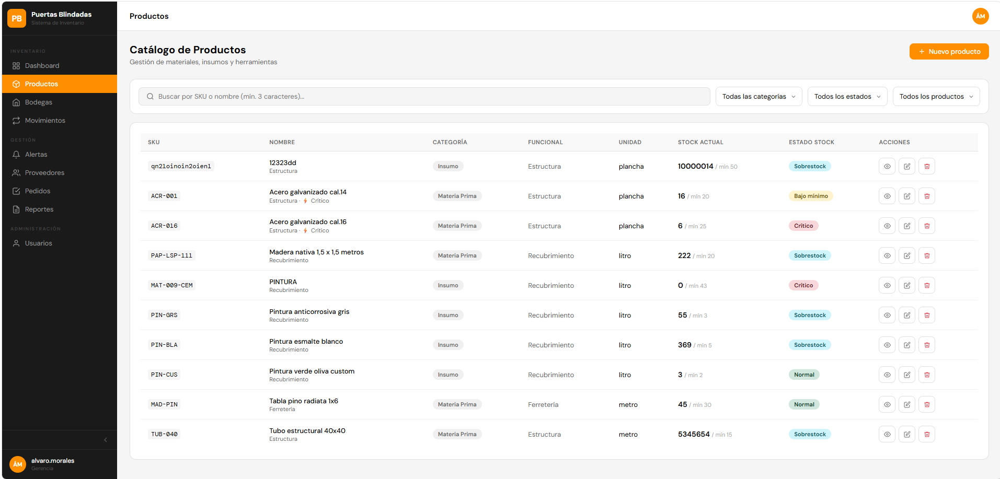 PB
Puertas Blindadas
Sistema de Inventario
INVENTARIO
Dashboard
Productos
Bodegas
Movimientos
GESTIÓN
Alertas
Proveedores
Pedidos
Reportes
ADMINISTRACIÓN
Usuarios
ÁM
alvaro.morales
Gerencia
Productos
ÁM
Catálogo de Productos
Gestión de materiales, insumos y herramientas
+ Nuevo producto
Buscar por SKU o nombre (mín. 3 caracteres)...
Todas las categorías
Todos los estados
Todos los productos
SKU NOMBRE CATEGORÍA FUNCIONAL UNIDAD STOCK ACTUAL ESTADO STOCK ACCIONES
qn21oinoin2oien1 12323dd Insumo Estructura plancha 10000014 / mín 50 Sobrestock
Estructura
ACR-001 Acero galvanizado cal.14 Materia Prima Estructura plancha 16 / mín 20 Bajo mínimo
Estructura · Crítico
ACR-016 Acero galvanizado cal.16 Materia Prima Estructura plancha 6 / mín 25 Crítico
Estructura · Crítico
PAP-LSP-111 Madera nativa 1,5 x 1,5 metros Materia Prima Recubrimiento litro 222 / mín 20 Sobrestock
Recubrimiento
MAT-009-CEM PINTURA Insumo Recubrimiento litro 0 / mín 43 Crítico
Recubrimiento
PIN-GRS Pintura anticorrosiva gris Insumo Recubrimiento litro 55 / mín 3 Sobrestock
Recubrimiento
PIN-BLA Pintura esmalte blanco Insumo Recubrimiento litro 369 / mín 5 Sobrestock
Recubrimiento
PIN-CUS Pintura verde oliva custom Insumo Recubrimiento litro 3 / mín 2 Normal
Recubrimiento
MAD-PIN Tabla pino radiata 1x6 Materia Prima Ferretería metro 45 / mín 30 Normal
Ferretería
TUB-040 Tubo estructural 40x40 Materia Prima Estructura metro 5345654 / mín 15 Sobrestock
Estructura